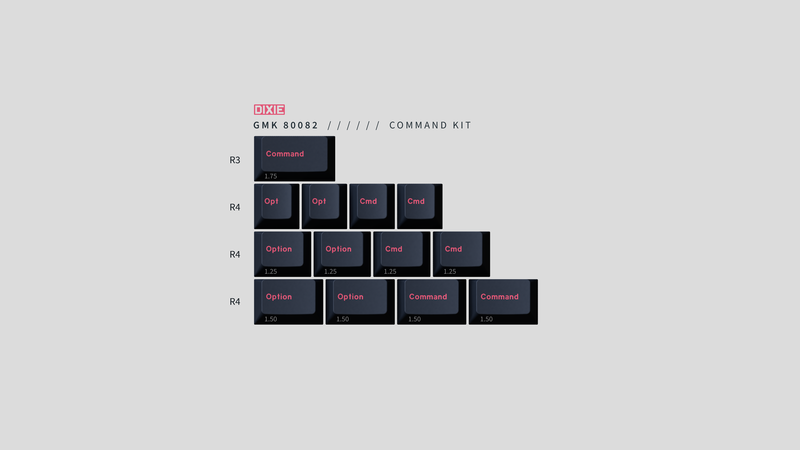 DIXIE
GMK 80082 ////// COMMAND KIT
R3
Command
1.75
R4
Opt Opt Cmd Cmd
R4
Option Option Cmd Cmd
1.25 1.25 1.25 1.25
R4
Option Option Command Command
1.50 1.50 1.50 1.50